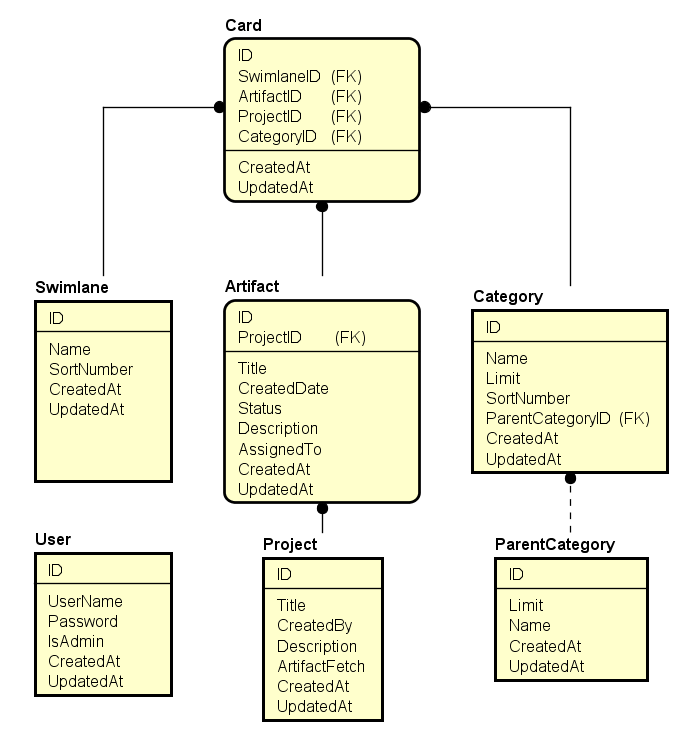 Card
ID
SwimlaneID (FK)
ArtifactID (FK)
ProjectID (FK)
CategoryID (FK)
CreatedAt
UpdatedAt
Swimlane
ID
Name
SortNumber
CreatedAt
UpdatedAt
Artifact
ID
ProjectID (FK)
Title
CreatedDate
Status
Description
AssignedTo
CreatedAt
UpdatedAt
Category
ID
Name
Limit
SortNumber
ParentCategoryID (FK)
CreatedAt
UpdatedAt
User
ID
UserName
Password
IsAdmin
CreatedAt
UpdatedAt
Project
ID
Title
CreatedBy
Description
ArtifactFetch
CreatedAt
UpdatedAt
ParentCategory
ID
Limit
Name
CreatedAt
UpdatedAt